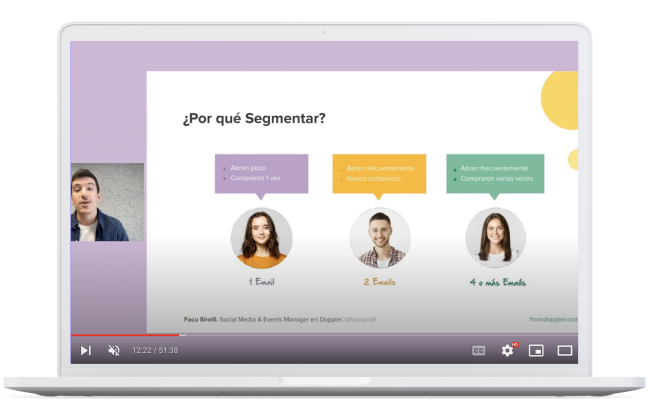 ¿Por qué Segmentar?
Abren poco
Compraron 1 vez
Abren frecuentemente
Nunca compraron
Abren frecuentemente
Compraron varias veces
1 Email
2 Emails
4 o más Emails
Facu Sirolli. Social Media & Events Manager en Doppler. @facusirolli
fromdoppler.com
12:22 / 51:38
CC
HD